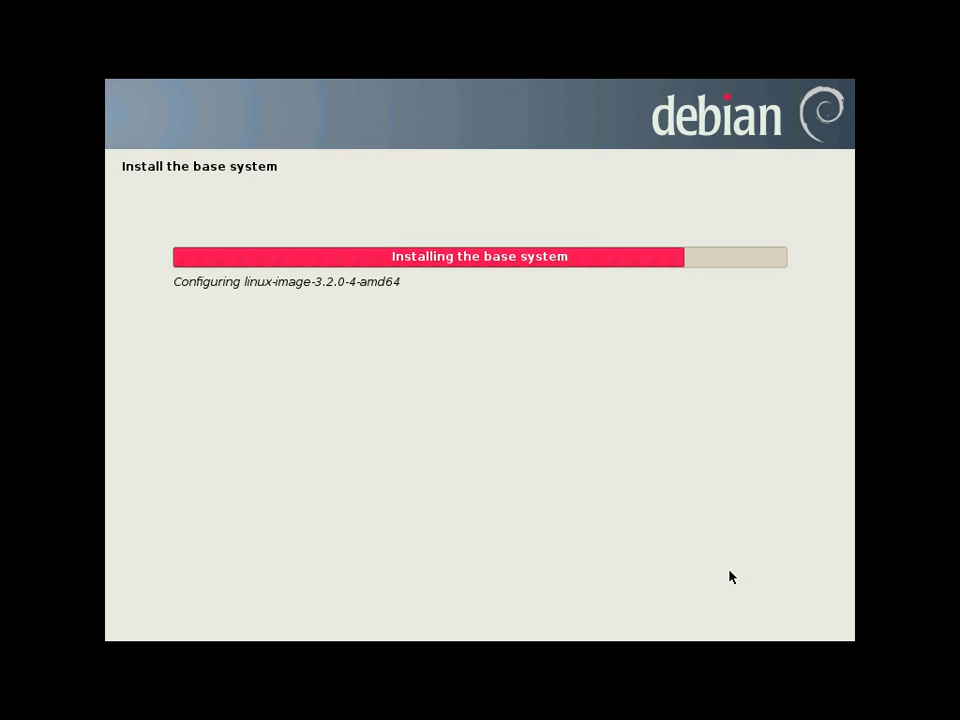 debian
Install the base system
Installing the base system
Configuring linux-image-3.2.0-4-amd64